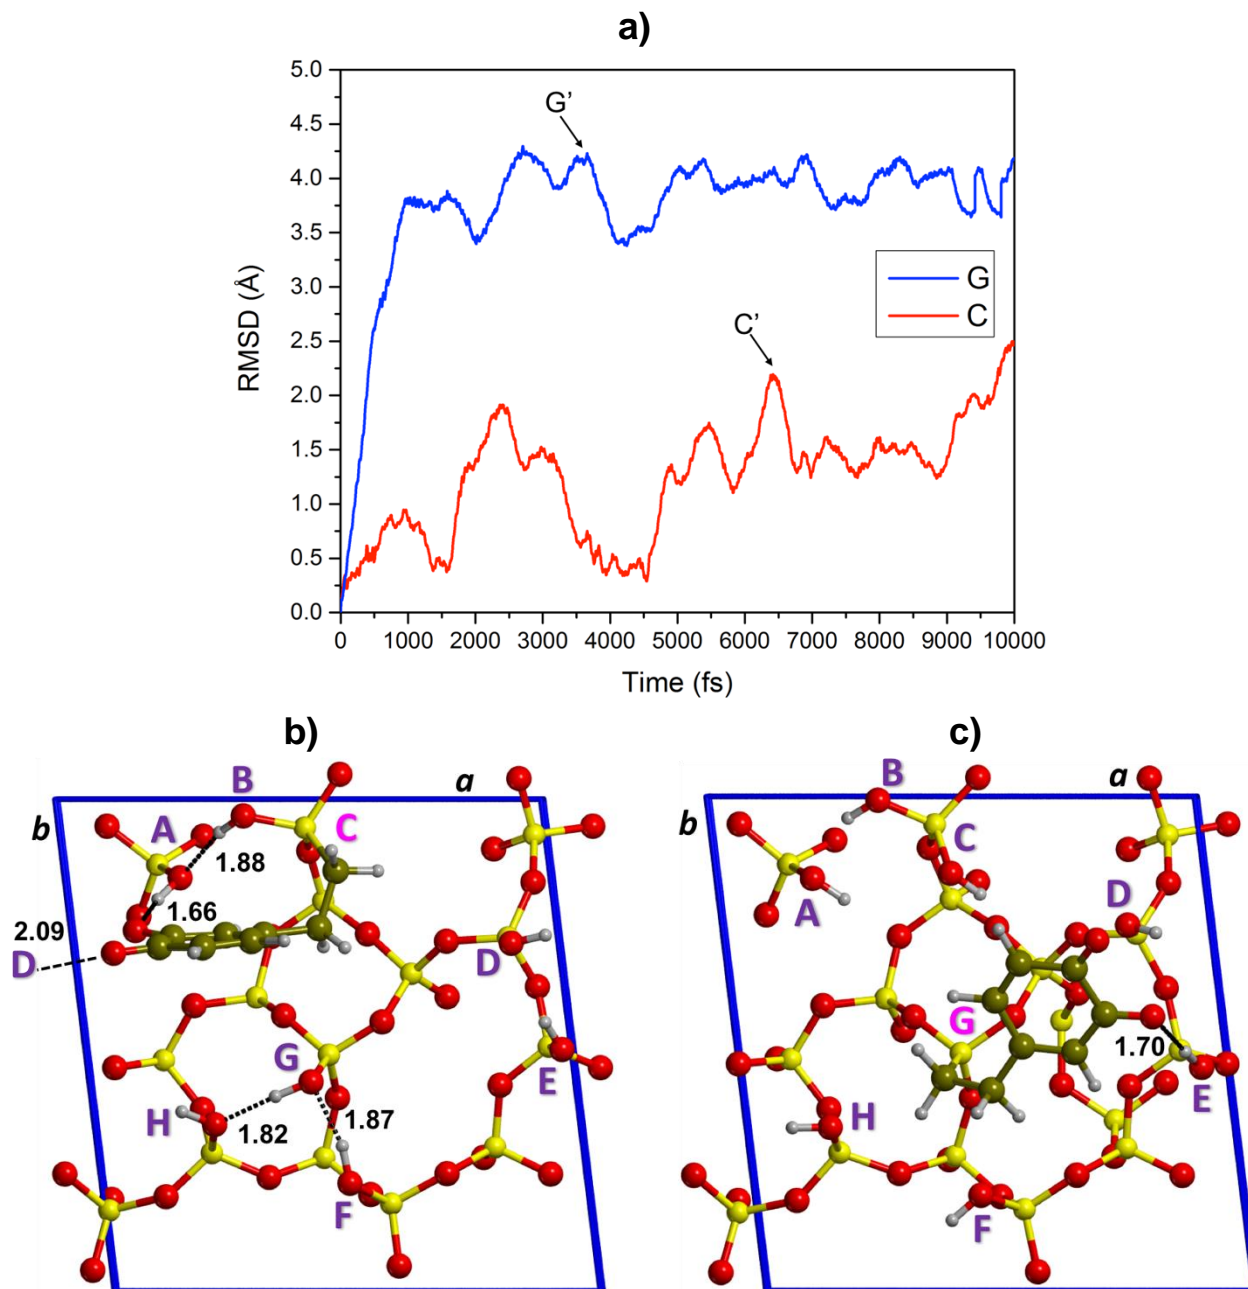 a)
5.0
4.5
4.0
3.5
3.0
2.5
2.0
1.5
1.0
0.5
0.0
RMSD (Å)
G’
C’
G
C
0 1000 2000 3000 4000 5000 6000 7000 8000 9000 10000
Time (fs)
b)
B
a
b
A
C
1.88
1.66
2.09
D
D
G
E
H
1.82
1.87
F
c)
B
a
b
C
A
D
G
1.70
E
H
F